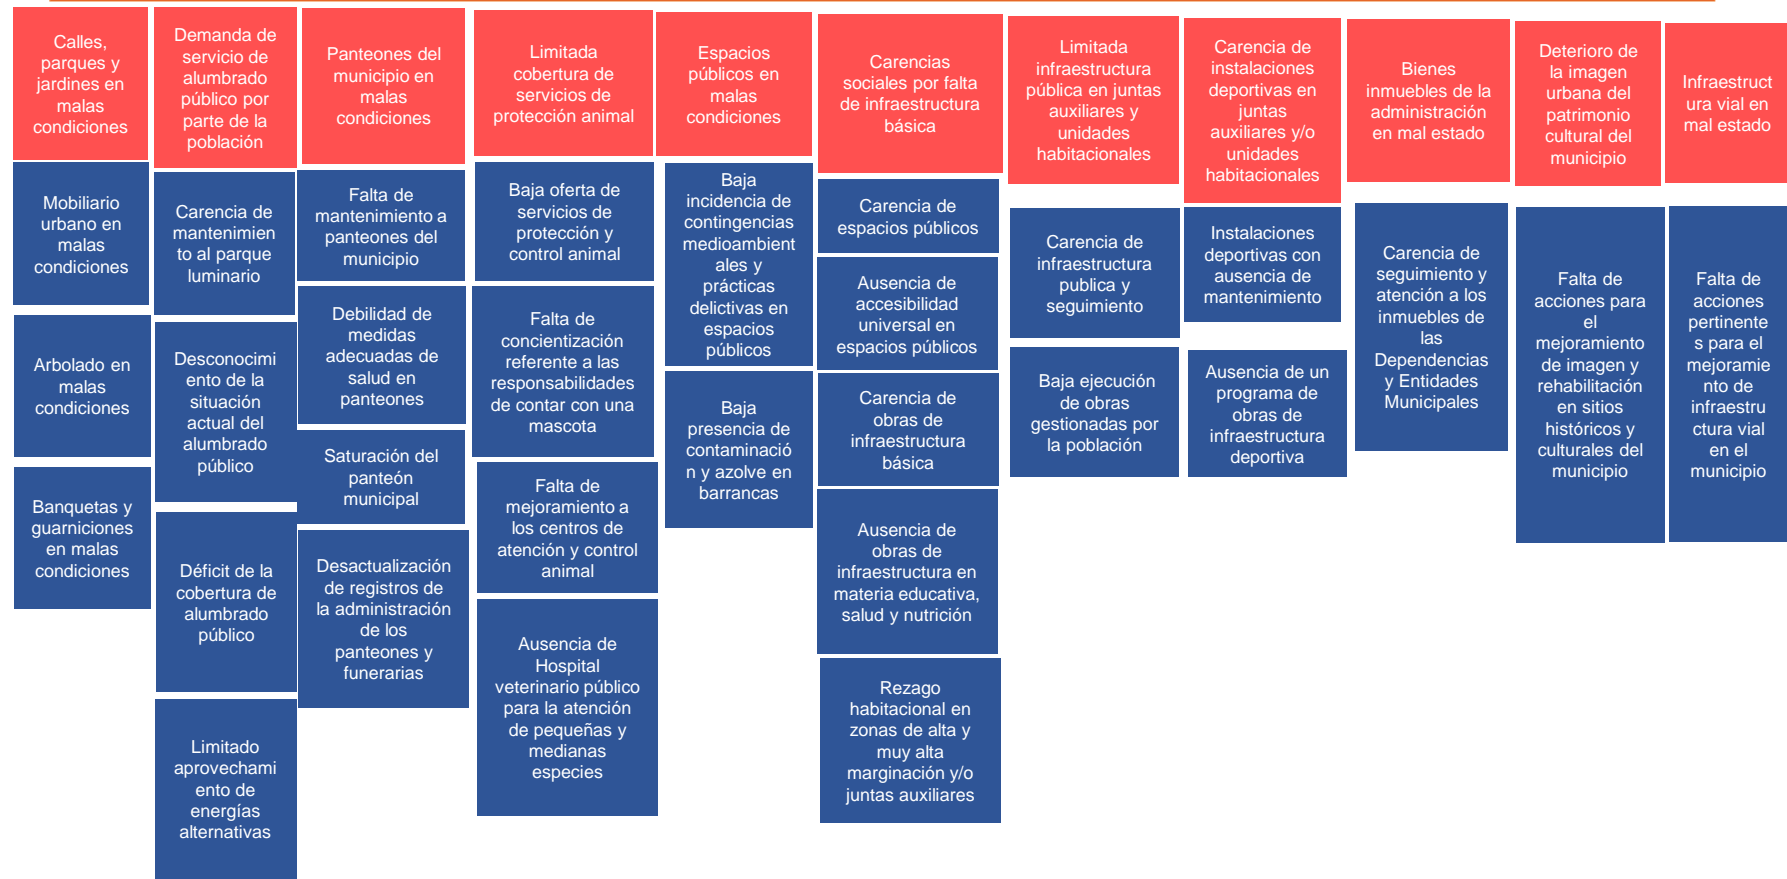 Calles,
parques y
jardines en
malas
condiciones
Mobiliario
urbano en
malas
condiciones
Arbolado en
malas
condiciones
Banquetas y
guarniciones
en malas
condiciones
Demanda de
servicio de
alumbrado
público por
parte de la
población
Carencia de
mantenimien
to al parque
luminario
Desconocimi
ento de la
situación
actual del
alumbrado
público
Déficit de la
cobertura de
alumbrado
público
Limitado
aprovechami
ento de
energías
alternativas
Panteones del
municipio en
malas
condiciones
Falta de
mantenimiento a
panteones del
municipio
Debilidad de
medidas
adecuadas de
salud en
panteones
Saturación del
panteón
municipal
Desactualización
de registros de
la administración
de los
panteones y
funerarias
Limitada
cobertura de
servicios de
protección animal
Baja oferta de
servicios de
protección y
control animal
Falta de
concientización
referente a las
responsabilidades
de contar con una
mascota
Falta de
mejoramiento a
los centros de
atención y control
animal
Ausencia de
Hospital
veterinario público
para la atención
de pequeñas y
medianas
especies
Espacios
públicos en
malas
condiciones
Baja
incidencia de
contingencias
medioambient
ales y
prácticas
delictivas en
espacios
públicos
Baja
presencia de
contaminació
n y azolve en
barrancas
Carencias
sociales por falta
de infraestructura
básica
Carencia de
espacios públicos
Ausencia de
accesibilidad
universal en
espacios públicos
Carencia de
obras de
infraestructura
básica
Ausencia de
obras de
infraestructura en
materia educativa,
salud y nutrición
Rezago
habitacional en
zonas de alta y
muy alta
marginación y/o
juntas auxiliares
Limitada
infraestructura
pública en juntas
auxiliares y
unidades
habitacionales
Carencia de
infraestructura
publica y
seguimiento
Baja ejecución
de obras
gestionadas por
la población
Carencia de
instalaciones
deportivas en
juntas
auxiliares y/o
unidades
habitacionales
Instalaciones
deportivas con
ausencia de
mantenimiento
Ausencia de un
programa de
obras de
infraestructura
deportiva
Bienes
inmuebles de la
administración
en mal estado
Carencia de
seguimiento y
atención a los
inmuebles de
las
Dependencias
y Entidades
Municipales
Deterioro de
la imagen
urbana del
patrimonio
cultural del
municipio
Falta de
acciones para
el
mejoramiento
de imagen y
rehabilitación
en sitios
históricos y
culturales del
municipio
Infraestruct
ura vial en
mal estado
Falta de
acciones
pertinente
s para el
mejoramie
nto de
infraestru
ctura vial
en el
municipio